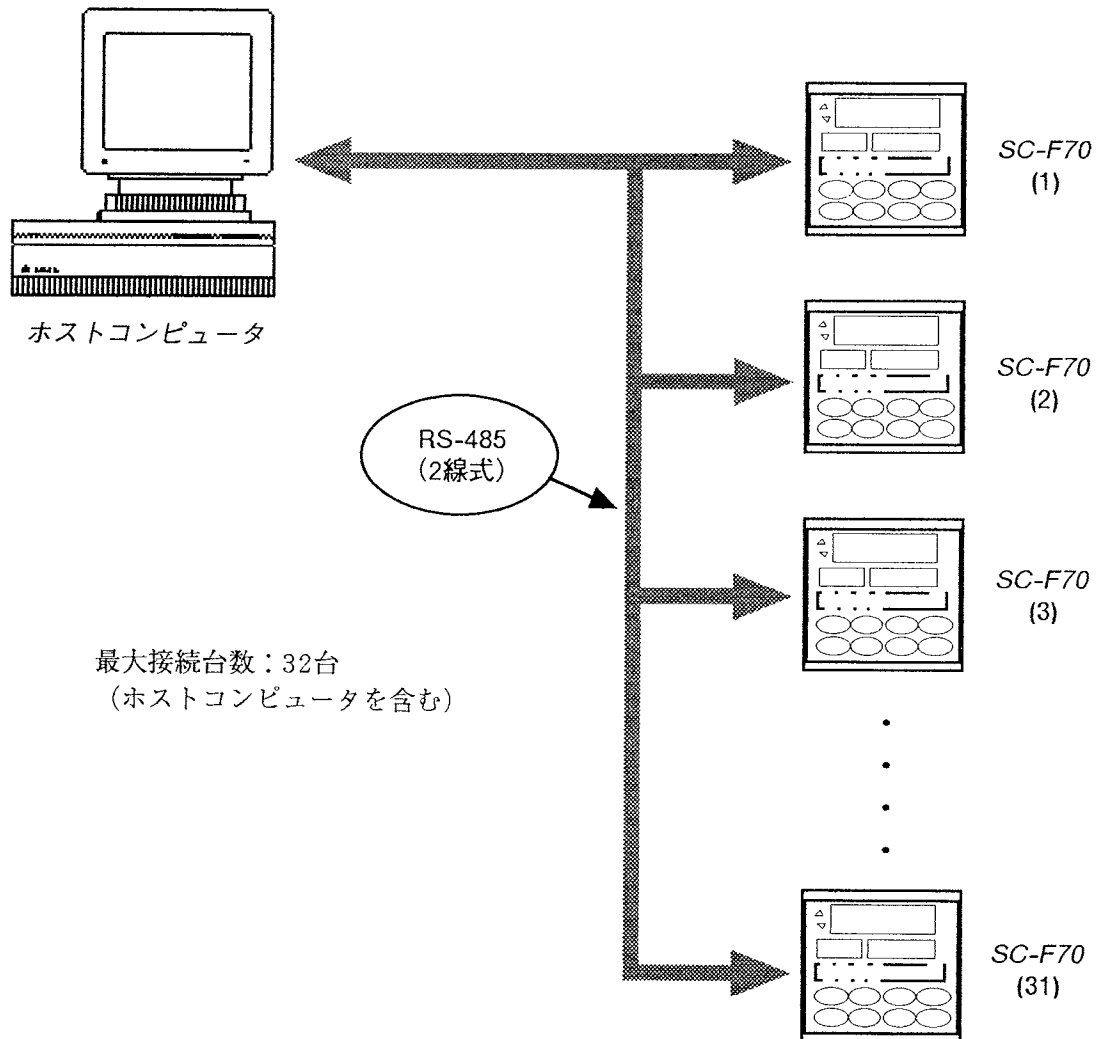 SC-F70
(1)
ホストコンピュータ
SC-F70
(2)
RS-485
(2線式)
SC-F70
(3)
最大接続台数：32台
(ホストコンピュータを含む)
SC-F70
(31)